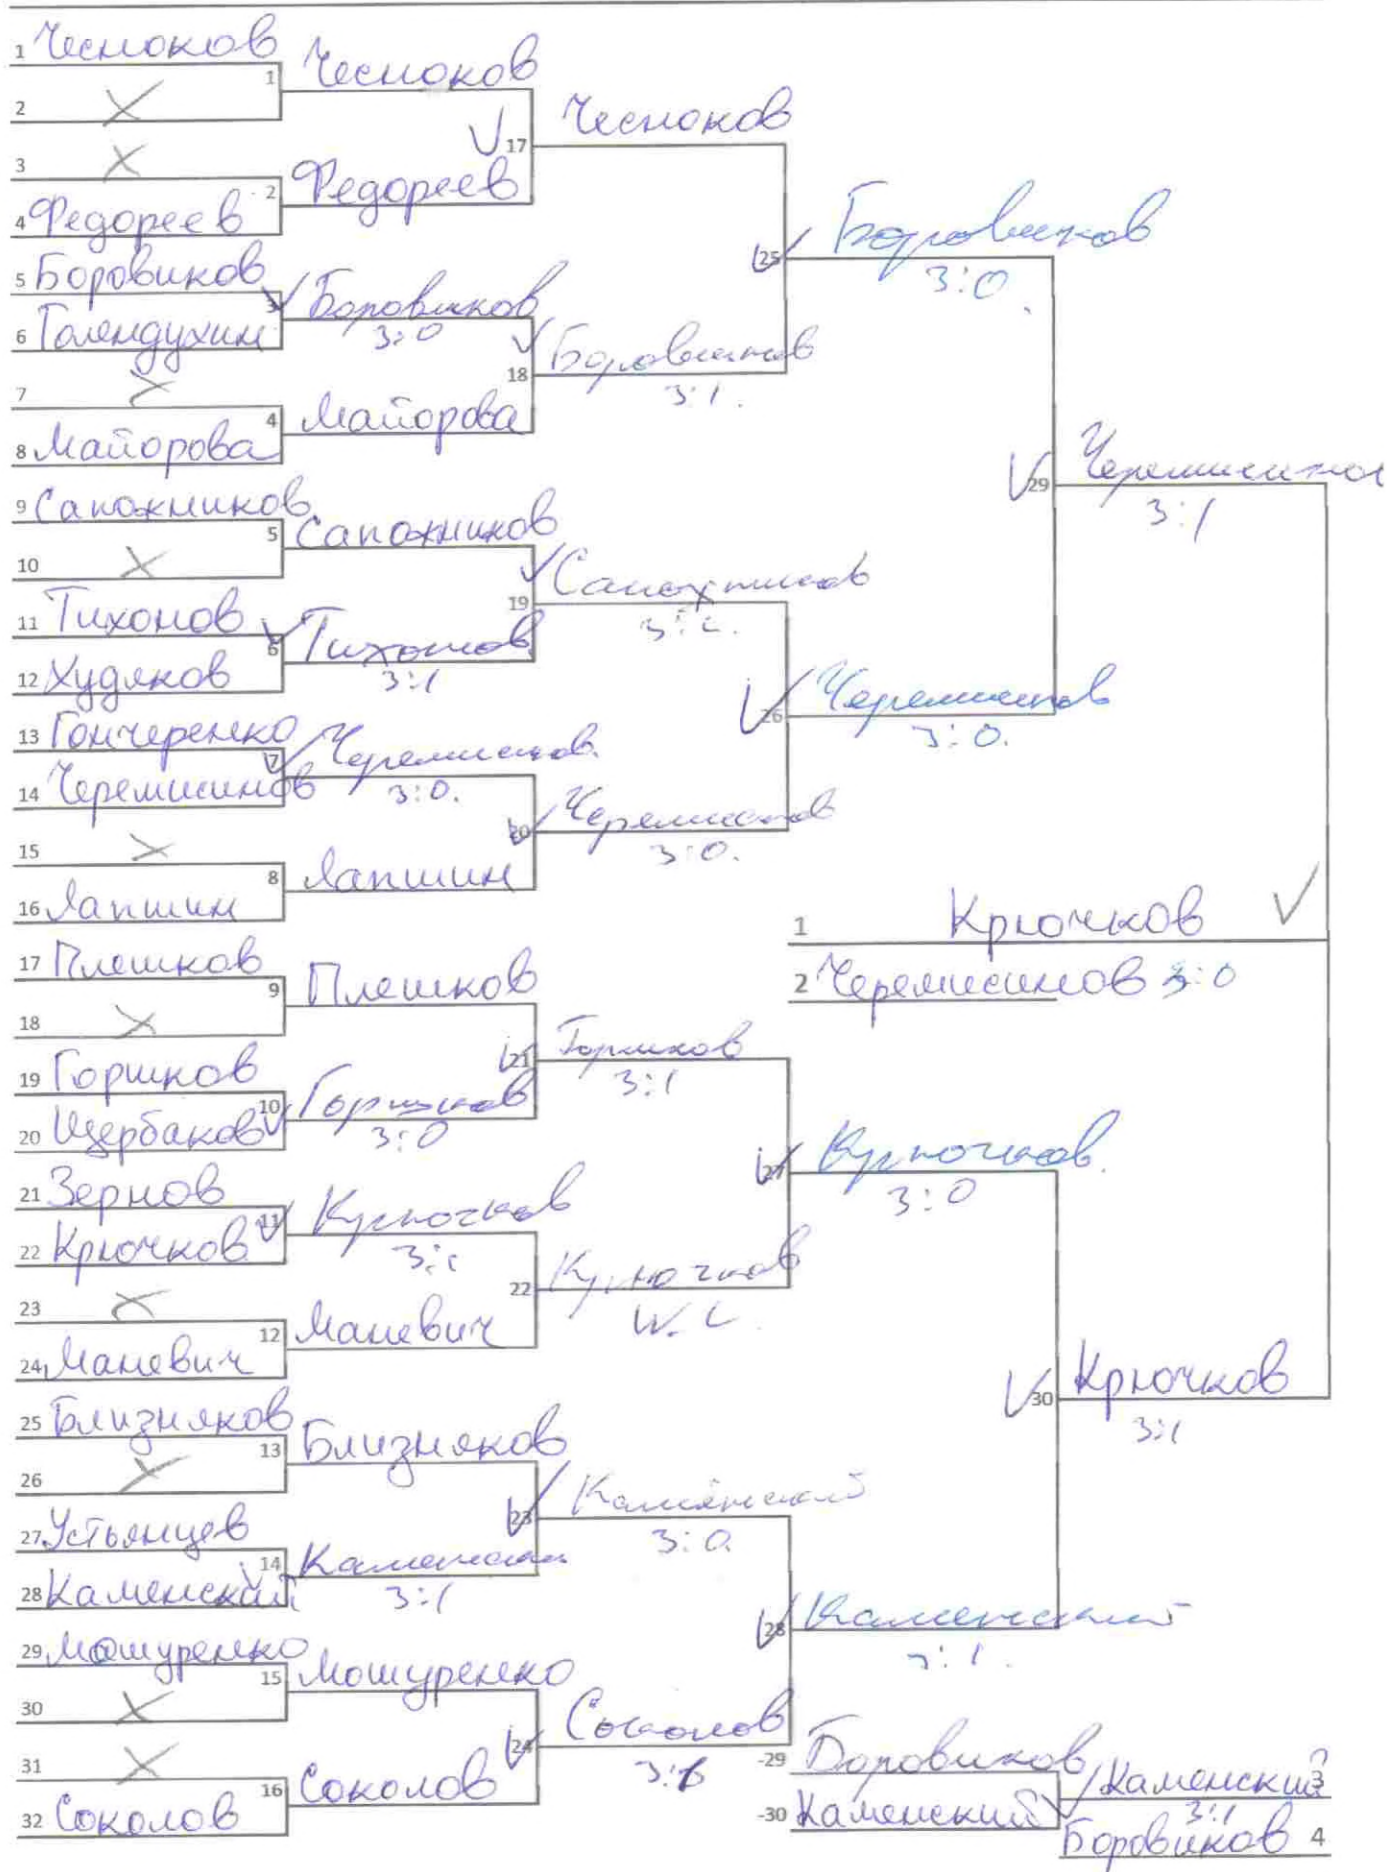 1 Чесноков
1
2
Чесноков
3
4 Федореев
2
Федореев
17
Чесноков
5 Боровиков
6 Голендухин
3
Боровиков
3:0
7
8 Майорова
4
Майорова
18
Боровиков
3:1.
25
Боровиков
3:0.
9 Сапожников
10
5
Сапожников
11 Тихонов
12 Худяков
6
Тихонов
3:1
19
Сапожников
13 Гончеренко
14 Черемисинов
7
Черемисинов
3:0.
15
16 Лапшин
8
Лапшин
20
Черемисинов
3:0.
26
Черемисинов
3:0.
29
Черемисинов
3:1
1 Крючков
2 Черемисинов 3:0
17 Плешков
18
9
Плешков
19 Горшков
20 Щербаков
10
Горшков
3:0
21
Горшков
3:1
21 Зернов
22 Крючков
11
Крючков
23
24 Маневич
12
Маневич
22
Крючков
W.L.
27
Крючков
3:0
25 Близняков
26
13
Близняков
27 Устьянцев
28 Каменский
14
Каменский
3:1
23
Каменский
3:0.
29 Мошуренко
30
15
Мошуренко
31
32 Соколов
16
Соколов
24
Соколов
28
Каменский
3:1.
30
Крючков
3:1
-29 Боровиков
-30 Каменский
Каменский 3
3:1
Боровиков 4